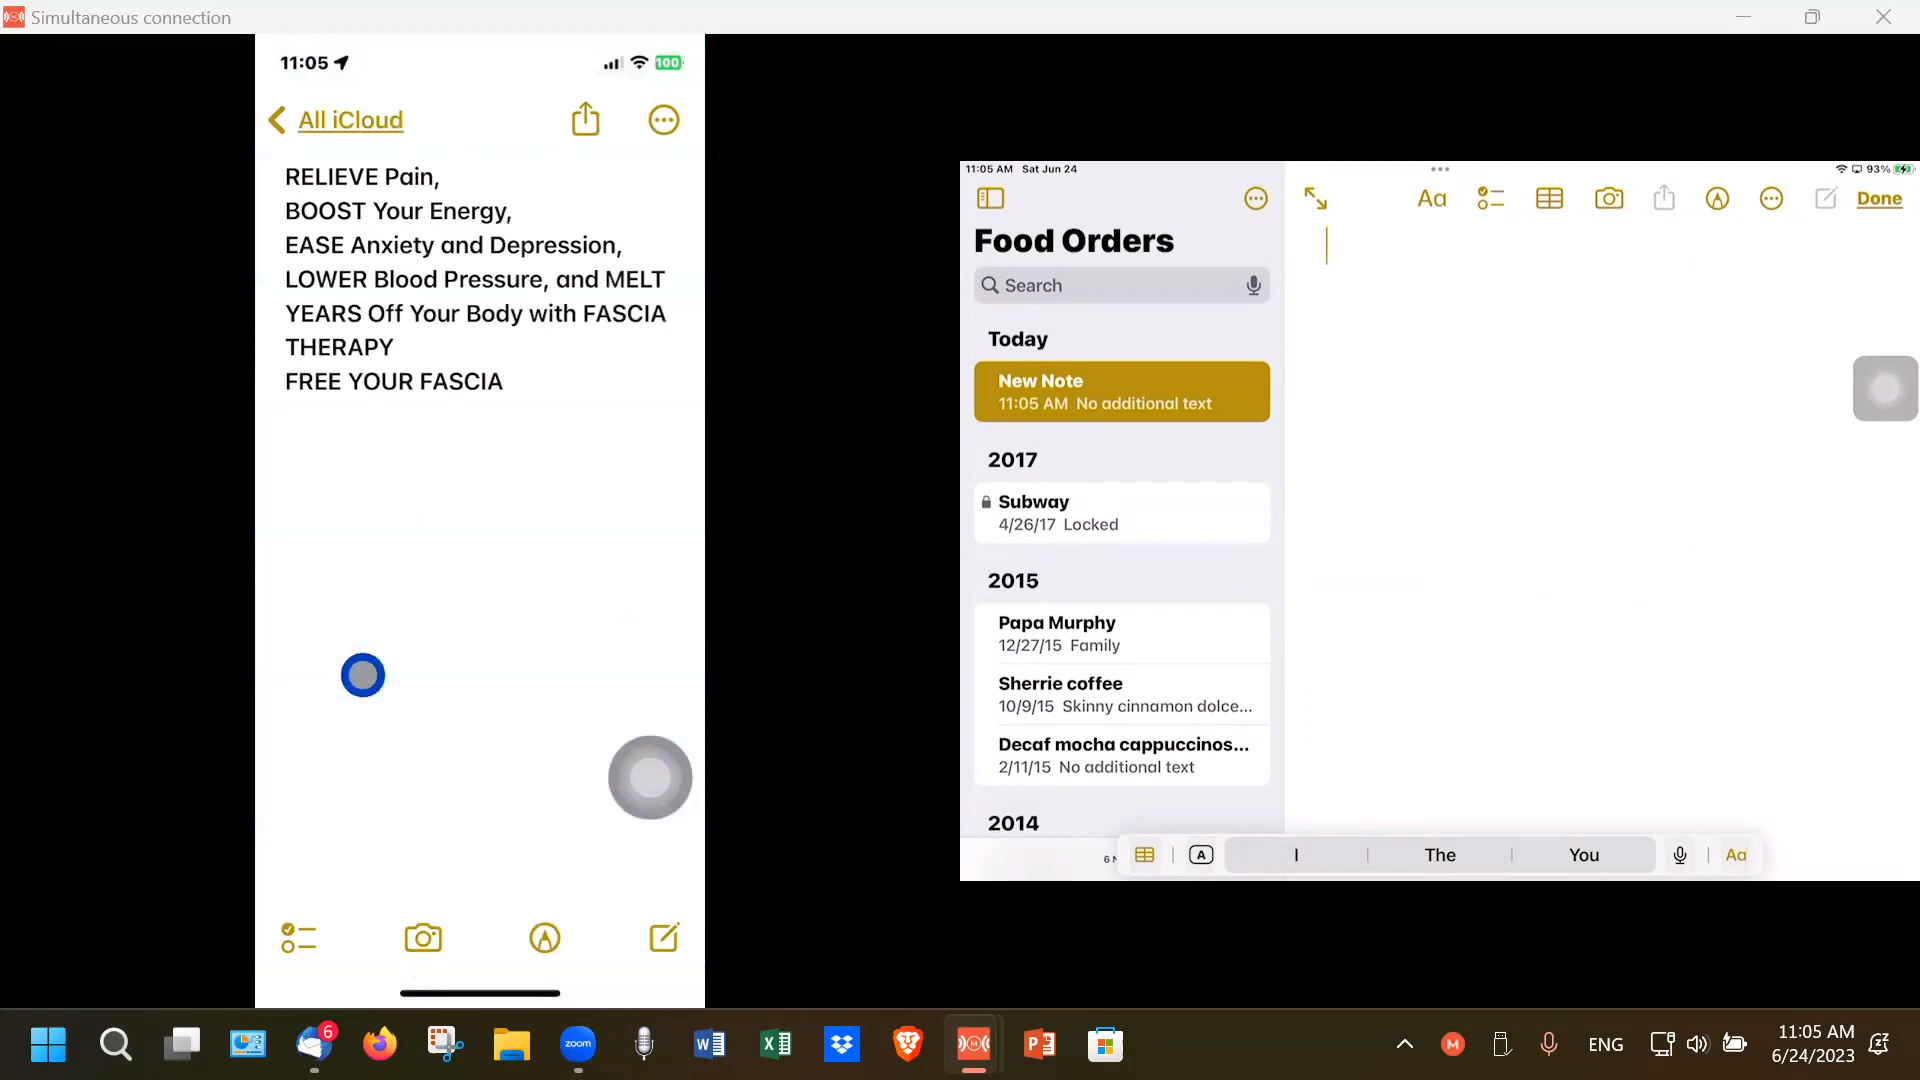 Simultaneous connection
11:05
100
All iCloud
RELIEVE Pain,
BOOST Your Energy,
EASE Anxiety and Depression,
LOWER Blood Pressure, and MELT
YEARS Off Your Body with FASCIA
THERAPY
FREE YOUR FASCIA
11:05 AM Sat Jun 24
93%
Aa
Done
Food Orders
Search
Today
New Note
11:05 AM No additional text
2017
Subway
4/26/17 Locked
2015
Papa Murphy
12/27/15 Family
Sherrie coffee
10/9/15 Skinny cinnamon dolce...
Decaf mocha cappuccinos...
2/11/15 No additional text
2014
6 N
A
I
The
You
Aa
6
zoom
W
X
P
M
ENG
11:05 AM
6/24/2023